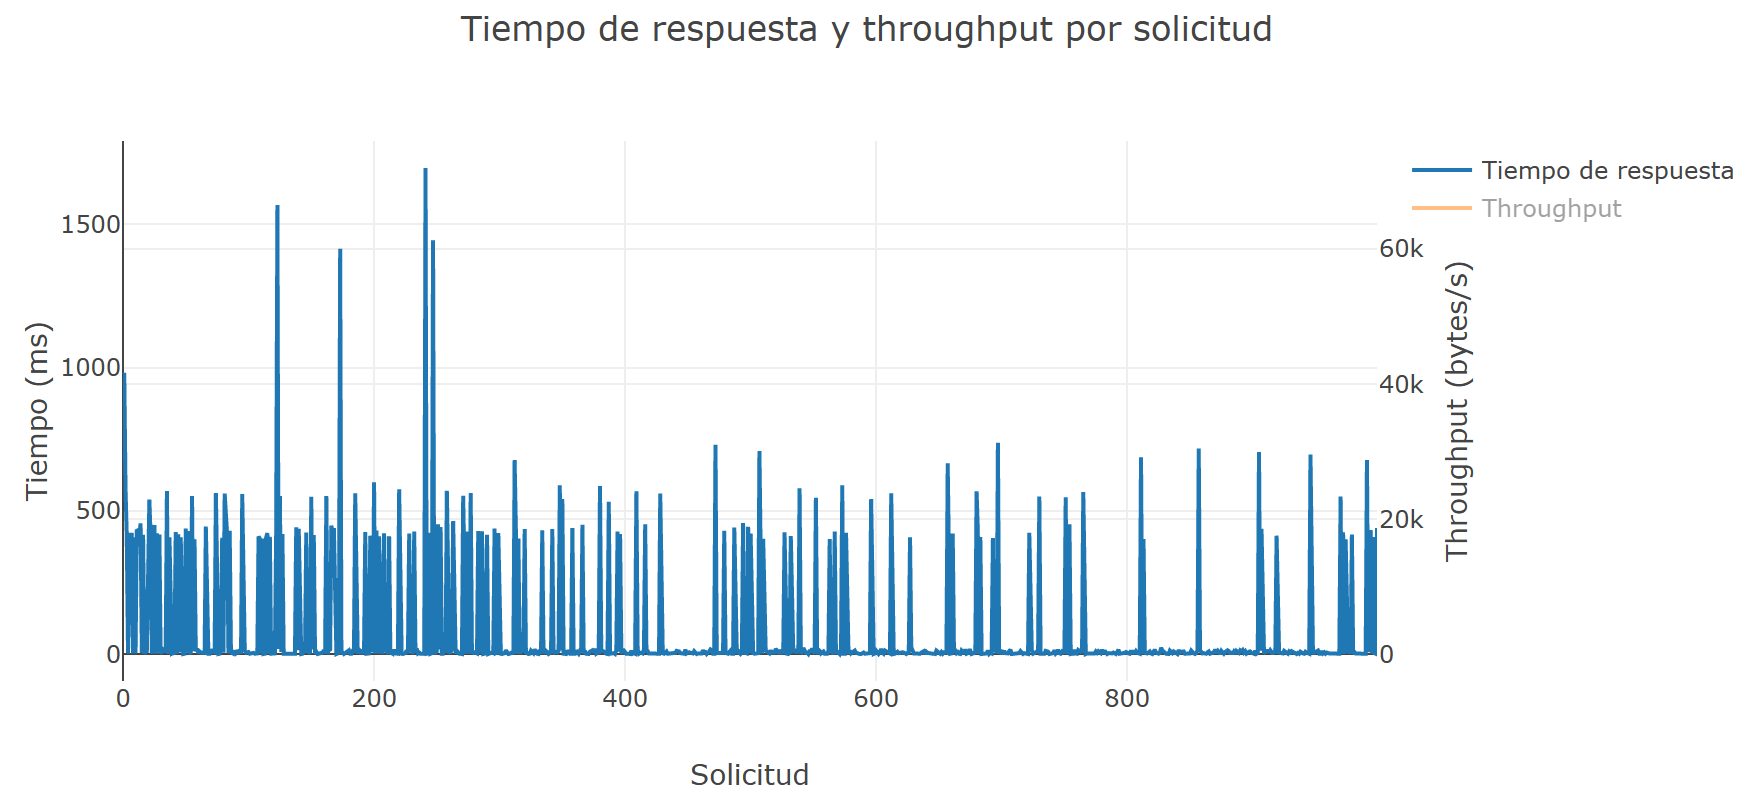 Tiempo de respuesta y throughput por solicitud
Tiempo de respuesta
Throughput
1500
1000
500
0
60k
40k
20k
0
Tiempo (ms)
Throughput (bytes/s)
0 200 400 600 800
Solicitud